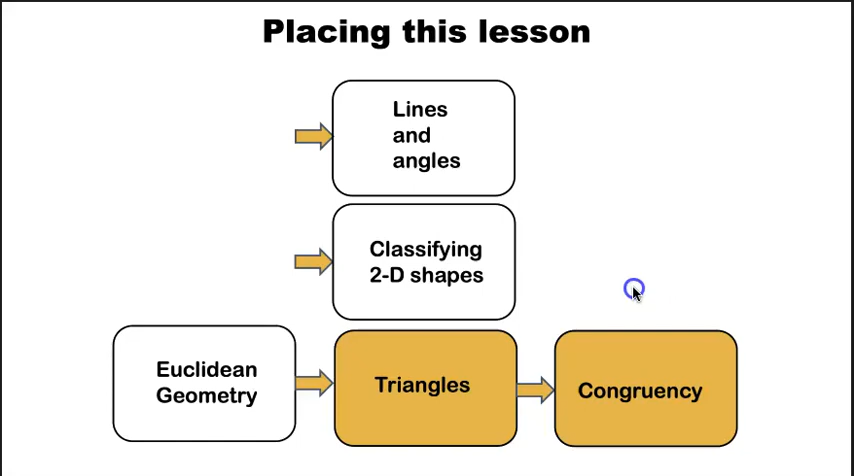 Placing this lesson
Lines
and
angles
Classifying
2-D shapes
Euclidean
Geometry
Triangles
Congruency